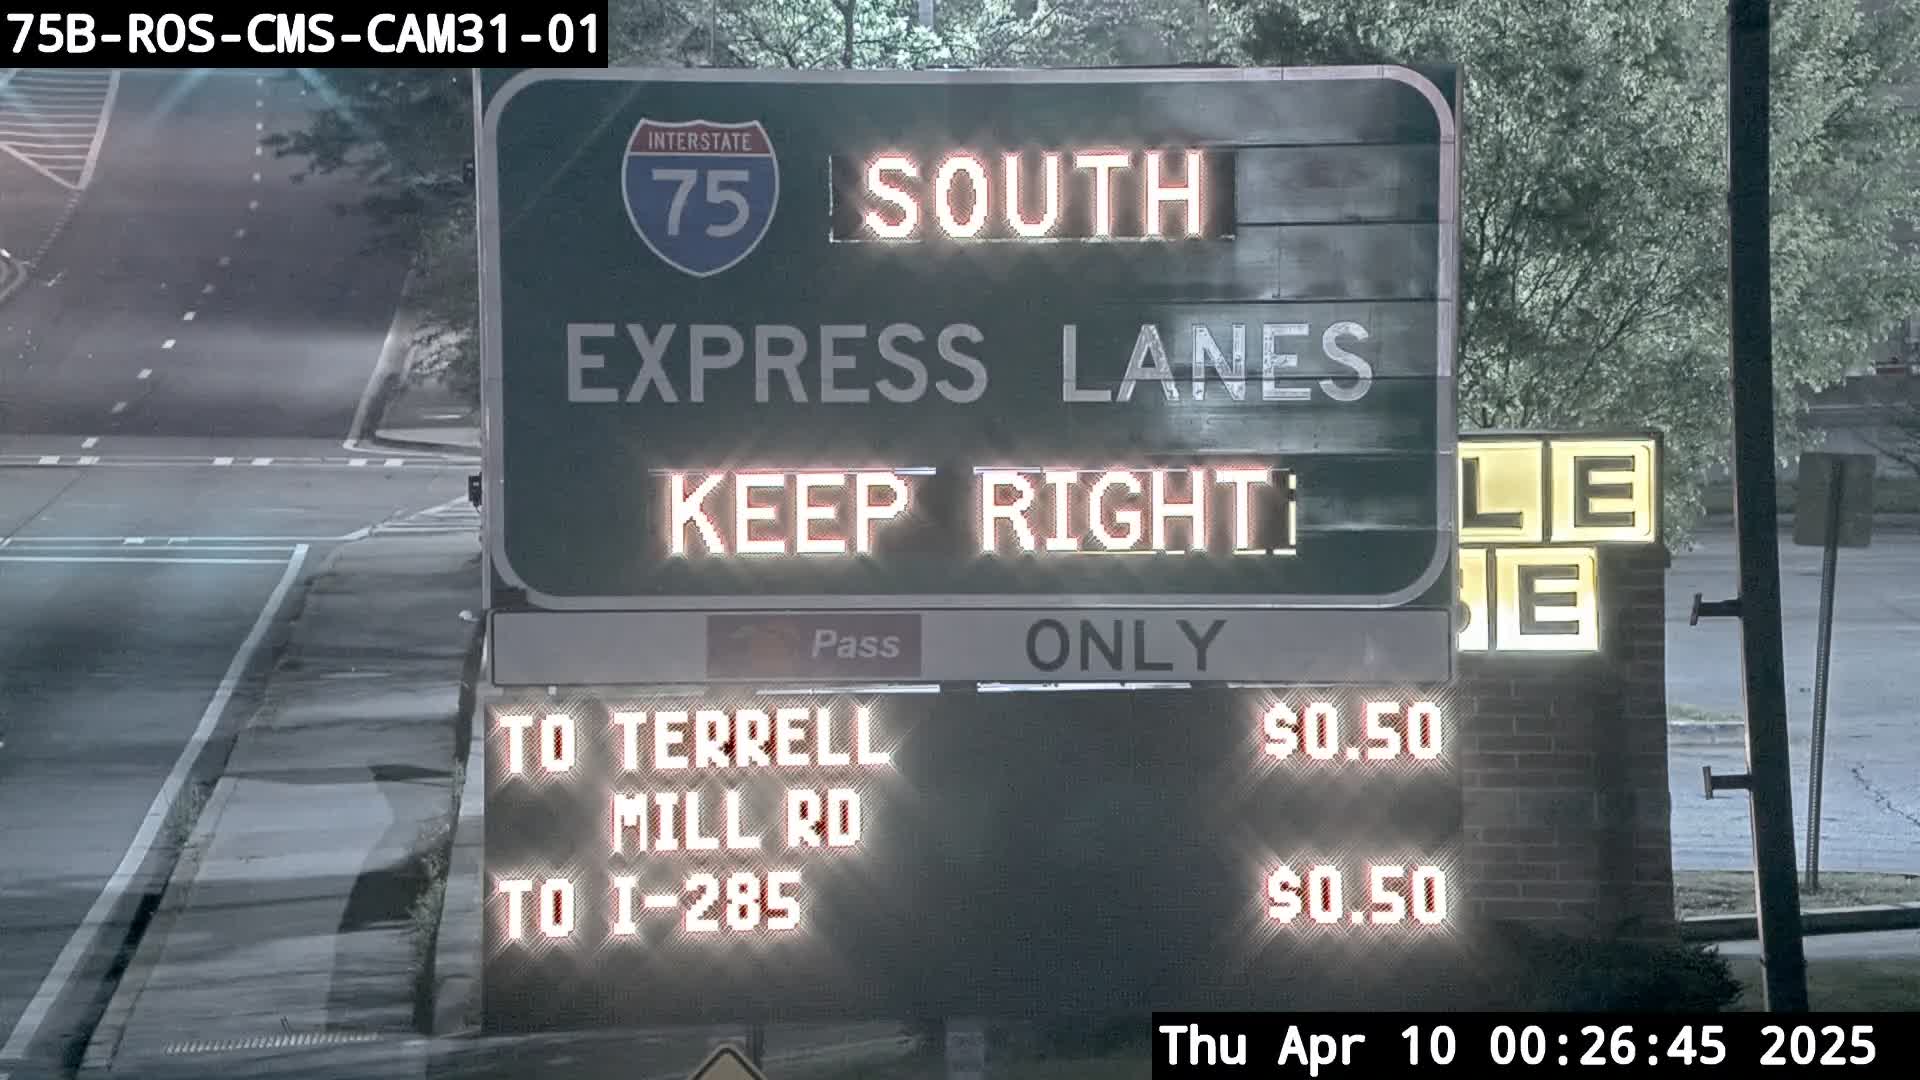 75B-ROS-CMS-CAM31-01
INTERSTATE
75
SOUTH
EXPRESS LANES
KEEP RIGHT
Pass ONLY
TO TERRELL $0.50
MILL RD
TO I-285 $0.50
LE
E
Thu Apr 10 00:26:45 2025